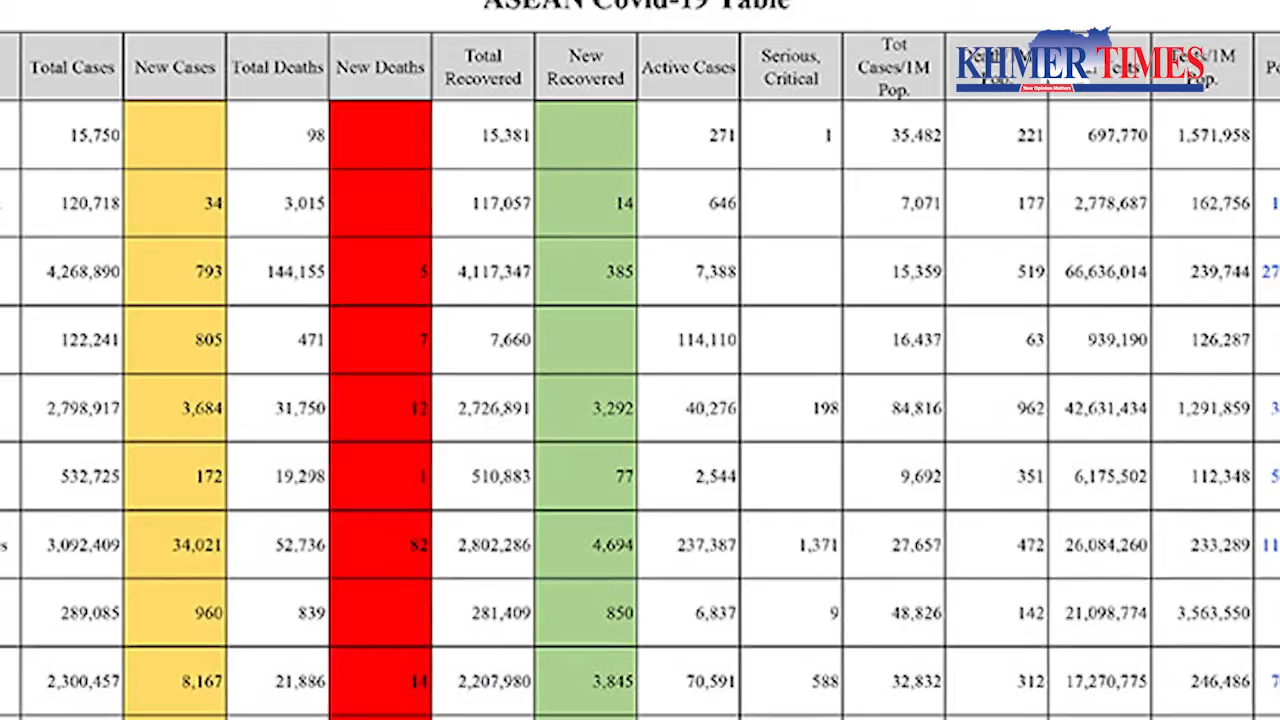 ASEAN Covid-19 Table
Total Cases New Cases Total Deaths New Deaths Total Recovered New Recovered Active Cases Serious, Critical Tot Cases/1M Pop.
KHMER TIMES
Your Opinion Matters
15,750 98 15,381 271 1 35,482 221 697,770 1,571,958
120,718 34 3,015 117,057 14 646 7,071 177 2,778,687 162,756
4,268,890 793 144,155 5 4,117,347 385 7,388 15,359 519 66,636,014 239,744
122,241 805 471 7 7,660 114,110 16,437 63 939,190 126,287
2,798,917 3,684 31,750 12 2,726,891 3,292 40,276 198 84,816 962 42,631,434 1,291,859
532,725 172 19,298 1 510,883 77 2,544 9,692 351 6,175,502 112,348
3,092,409 34,021 52,736 82 2,802,286 4,694 237,387 1,371 27,657 472 26,084,260 233,289
289,085 960 839 281,409 850 6,837 9 48,826 142 21,098,774 3,563,550
2,300,457 8,167 21,886 14 2,207,980 3,845 70,591 588 32,832 312 17,270,775 246,486